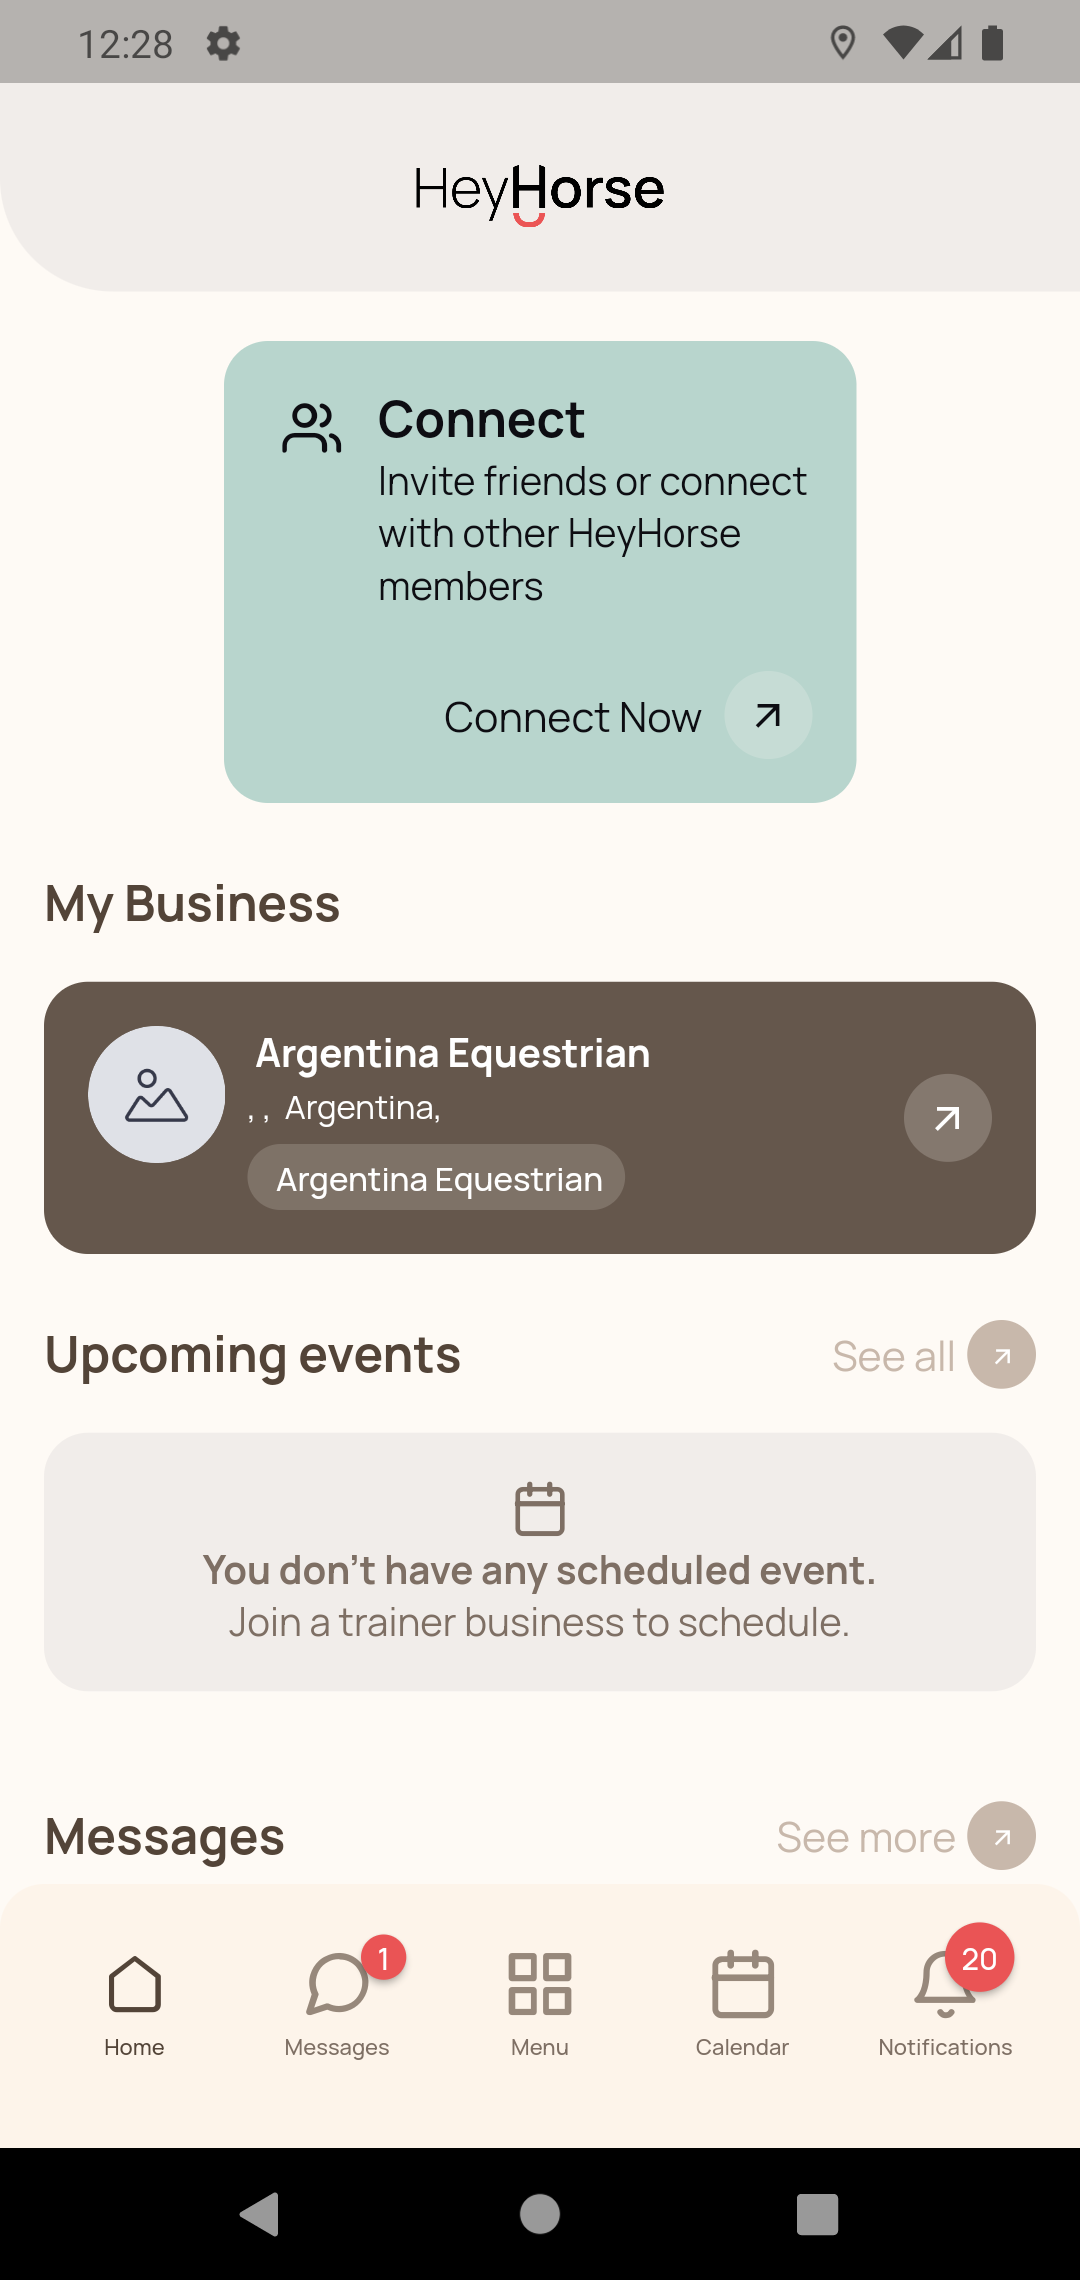 12:28
HeyHorse
Connect
Invite friends or connect
with other HeyHorse
members
Connect Now
My Business
Argentina Equestrian
, , Argentina,
Argentina Equestrian
Upcoming events
See all
You don't have any scheduled event.
Join a trainer business to schedule.
Messages
See more
1
20
Home
Messages
Menu
Calendar
Notifications